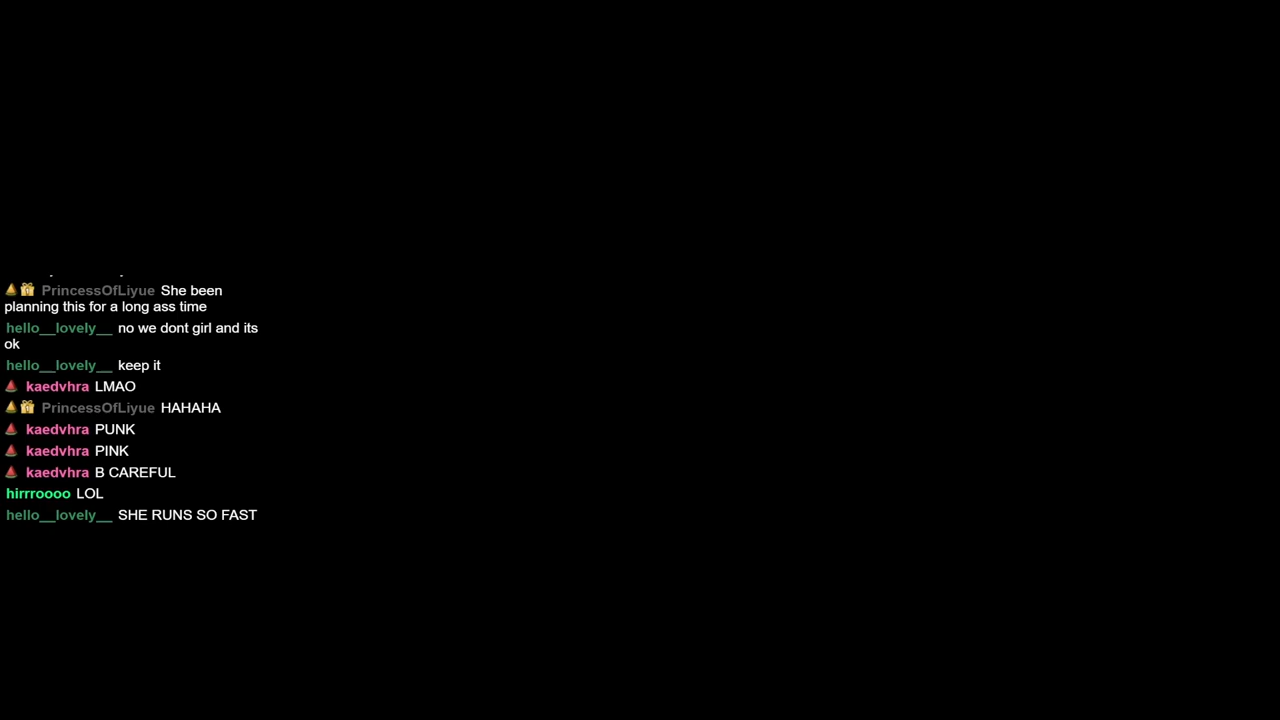 PrincessOfLiyue She been
planning this for a long ass time
hello__lovely__ no we dont girl and its
ok
hello__lovely__ keep it
kaedvhra LMAO
PrincessOfLiyue HAHAHA
kaedvhra PUNK
kaedvhra PINK
kaedvhra B CAREFUL
hirrroooo LOL
hello__lovely__ SHE RUNS SO FAST